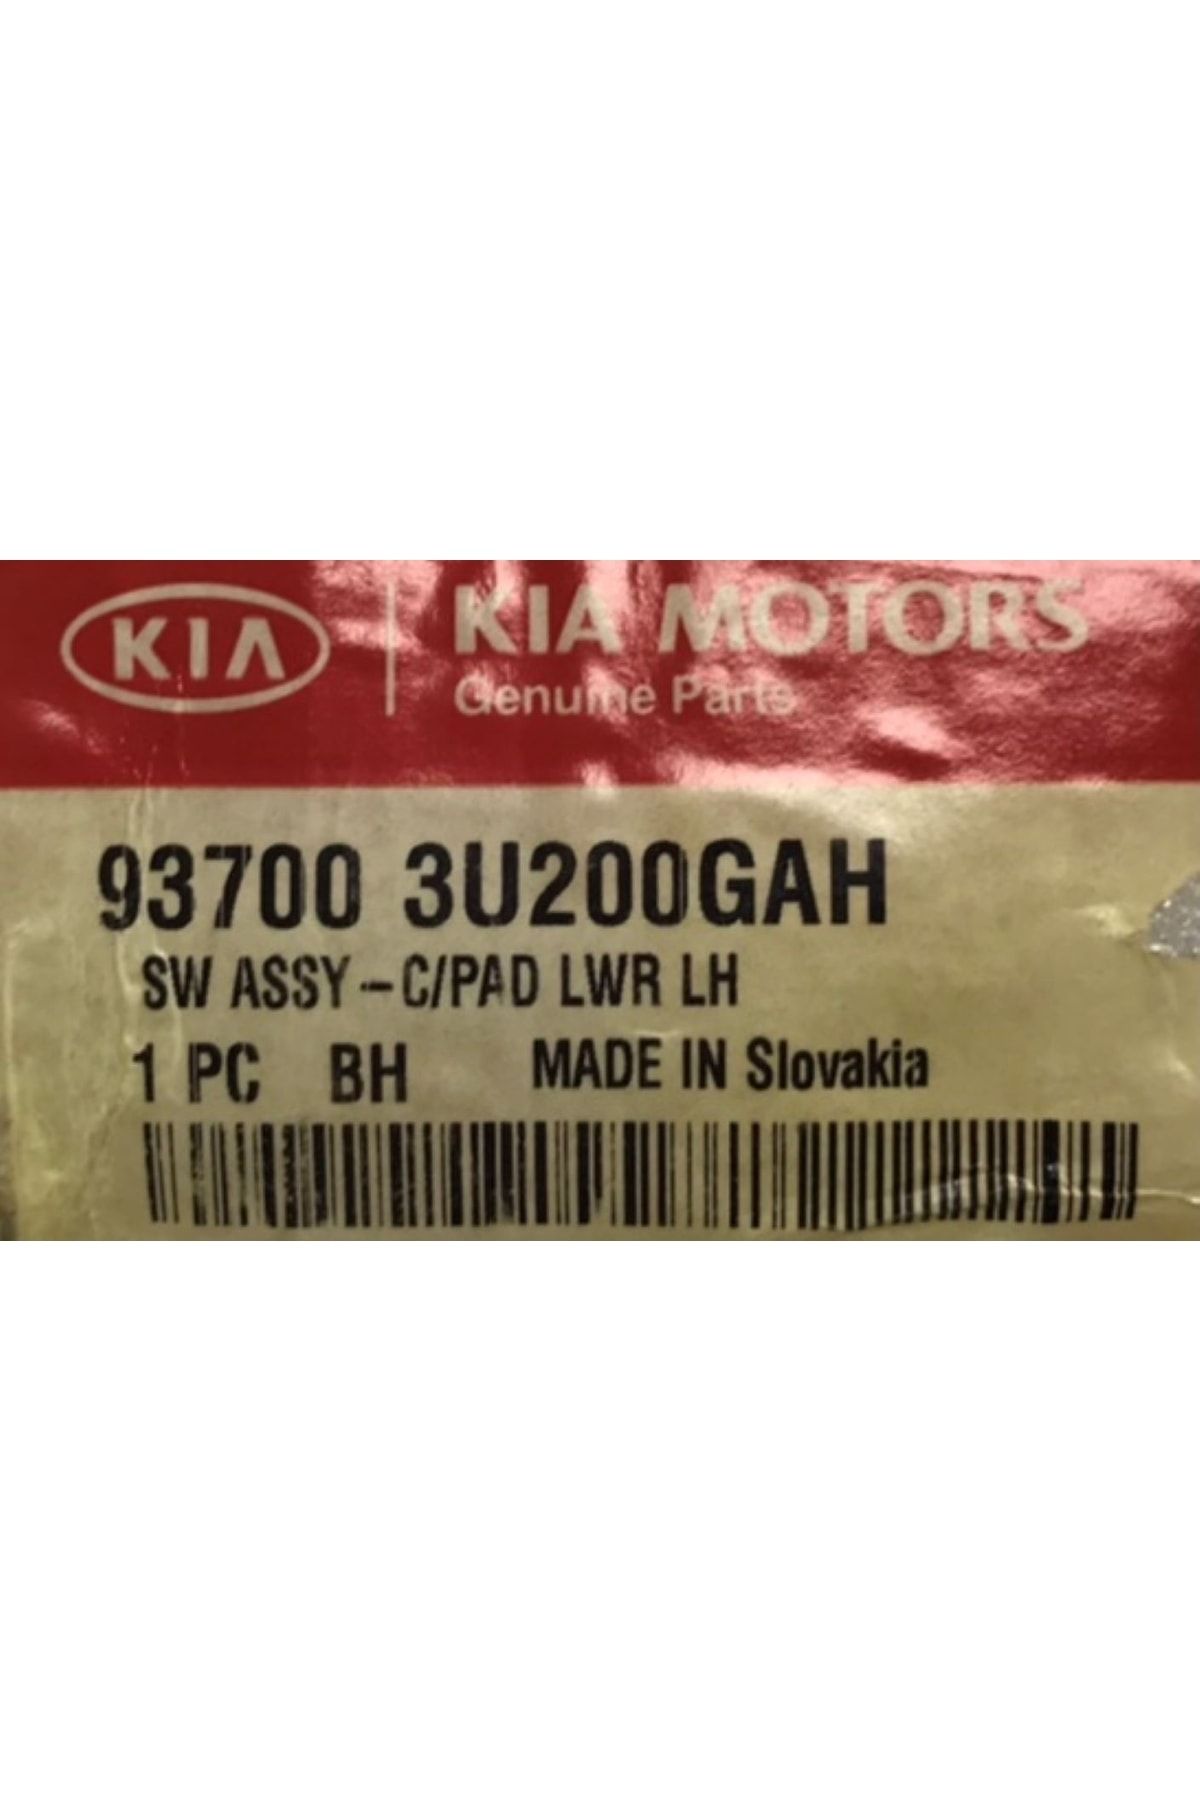 KIA KIA MOTORS
Genuine Parts
93700 3U200GAH
SW ASSY-C/PAD LWR LH
1 PC BH MADE IN Slovakia